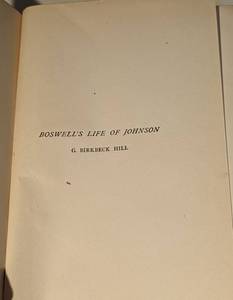 BOSWELL'S LIFE OF JOHNSON
G. BIRKBECK HILL